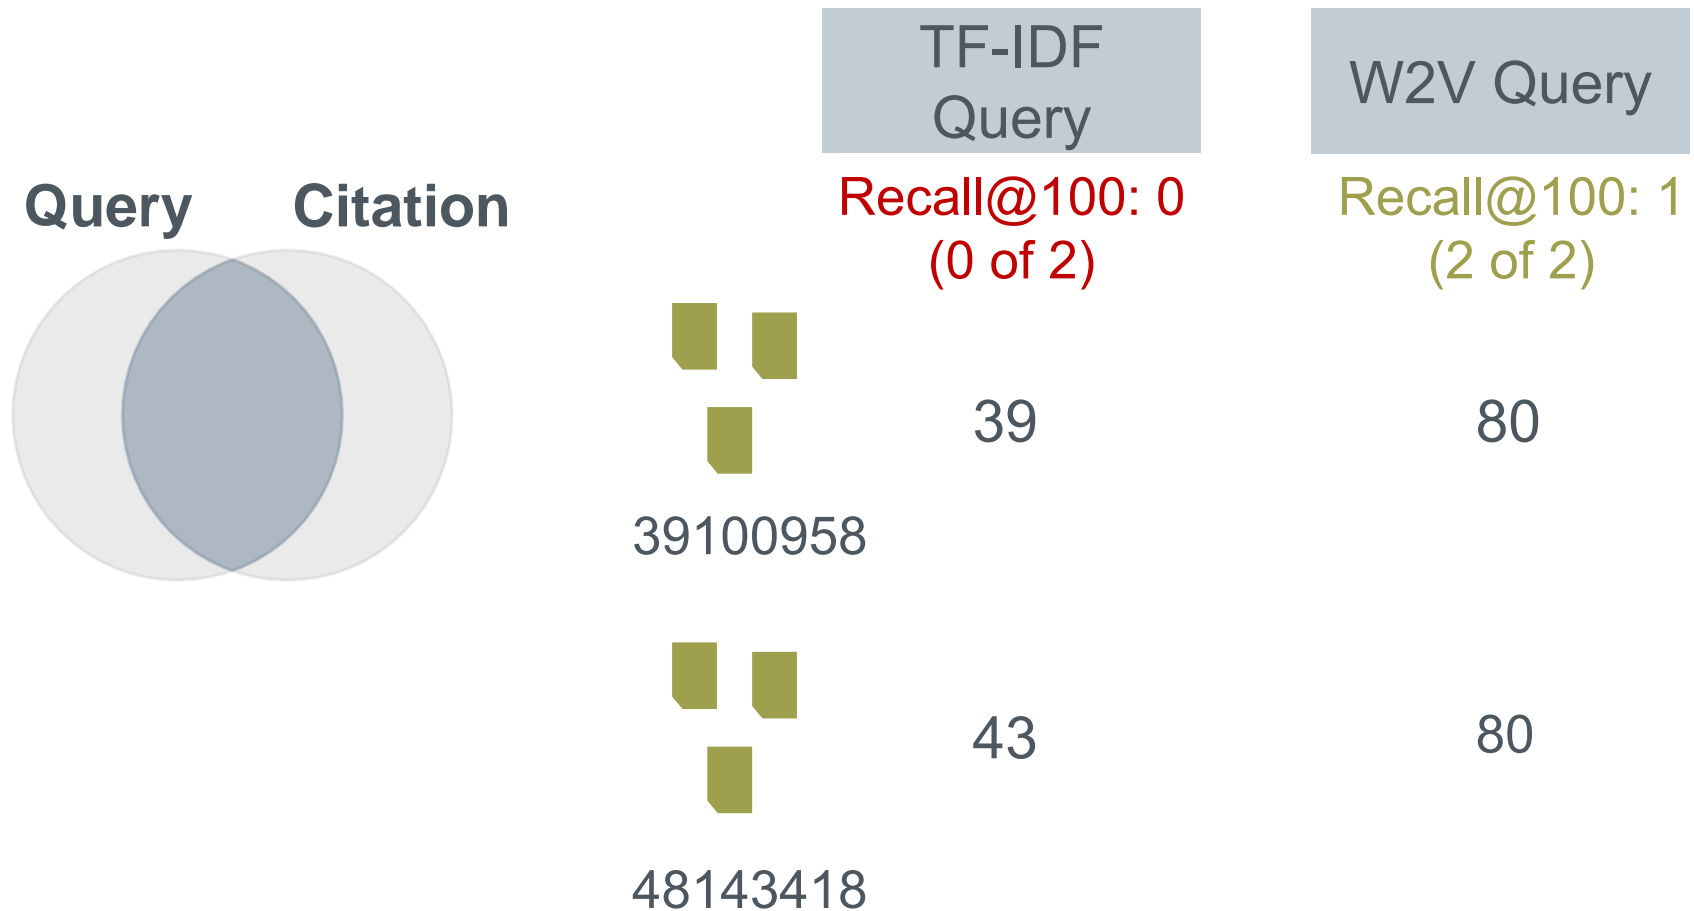 TF-IDF
Query
W2V Query
Recall@100: 0
(0 of 2)
Recall@100: 1
(2 of 2)
Query Citation
39 80
39100958
43 80
48143418